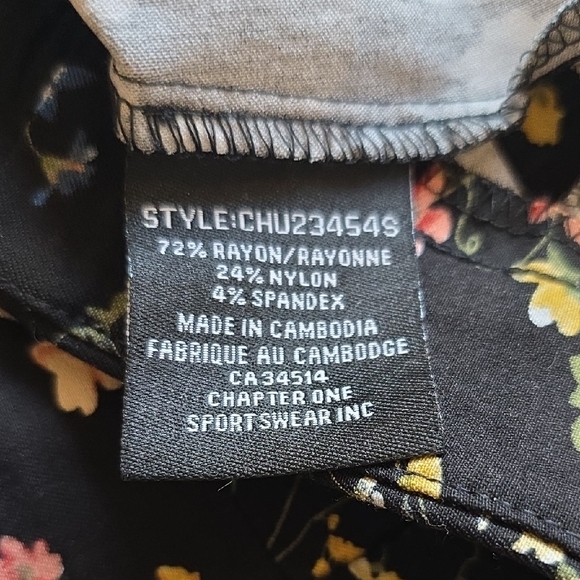 STYLE:CHU23454S
72% RAYON/RAYONNE
24% NYLON
4% SPANDEX
MADE IN CAMBODIA
FABRIQUE AU CAMBODGE
CA 34514
CHAPTER ONE
SPORTSWEAR INC